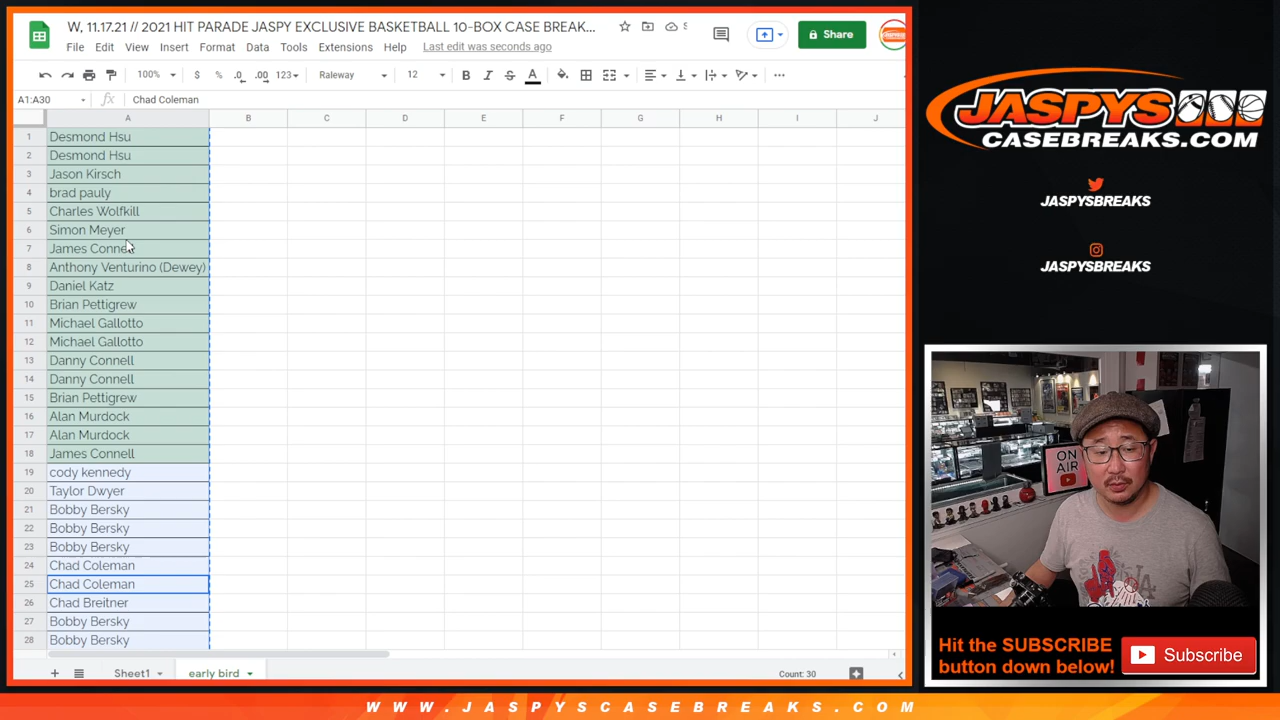 W, 11.17.21 // 2021 HIT PARADE JASPY EXCLUSIVE BASKETBALL 10-BOX CASE BREAK...
File Edit View Insert Format Data Tools Extensions Help Last edit was seconds ago
Share
100% $ % .0 .00 123 Raleway 12 B I S A
A1:A30 fx Chad Coleman
A B C D E F G H I J
1 Desmond Hsu
2 Desmond Hsu
3 Jason Kirsch
4 brad pauly
5 Charles Wolfkill
6 Simon Meyer
7 James Connell
8 Anthony Venturino (Dewey)
9 Daniel Katz
10 Brian Pettigrew
11 Michael Gallotto
12 Michael Gallotto
13 Danny Connell
14 Danny Connell
15 Brian Pettigrew
16 Alan Murdock
17 Alan Murdock
18 James Connell
19 cody kennedy
20 Taylor Dwyer
21 Bobby Bersky
22 Bobby Bersky
23 Bobby Bersky
24 Chad Coleman
25 Chad Coleman
26 Chad Breitner
27 Bobby Bersky
28 Bobby Bersky
Sheet1 early bird Count: 30
JASPYS
CASEBREAKS.COM
JASPYSBREAKS
JASPYSBREAKS
ON
AIR
Hit the SUBSCRIBE
button down below!
Subscribe
WWW.JASPYSCASEBREAKS.COM